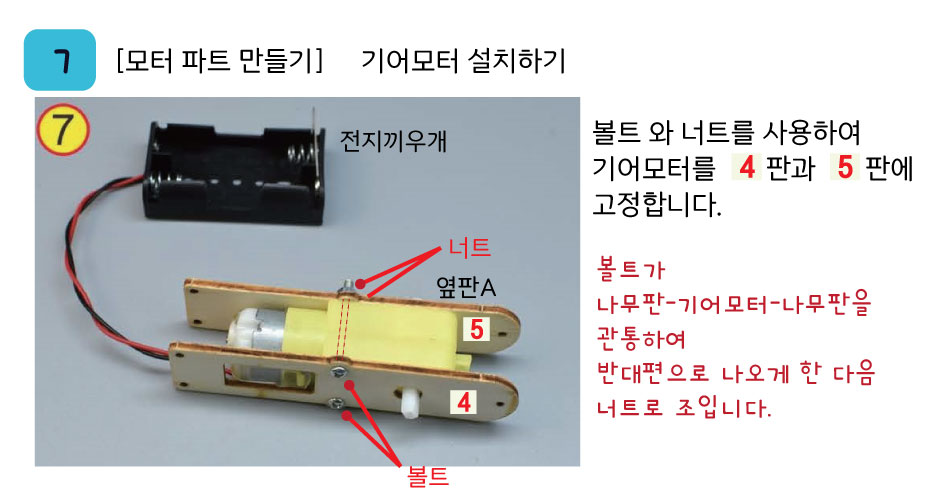 7 [모터 파트 만들기] 기어모터 설치하기
7
전지끼우개
볼트 와 너트를 사용하여
기어모터를 4 판과 5 판에
고정합니다.
너트
옆판A
5
4
볼트
볼트가
나무판-기어모터-나무판을
관통하여
반대편으로 나오게 한 다음
너트로 조입니다.